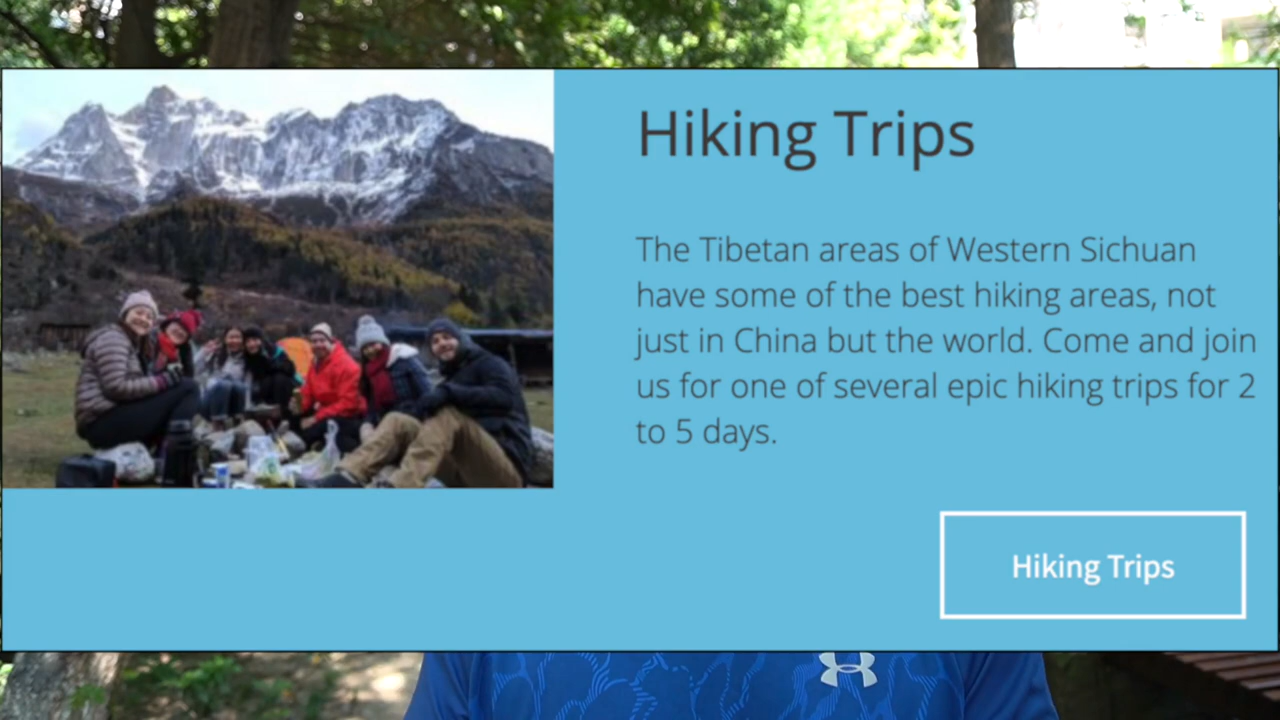 Hiking Trips
The Tibetan areas of Western Sichuan
have some of the best hiking areas, not
just in China but the world. Come and join
us for one of several epic hiking trips for 2
to 5 days.
Hiking Trips